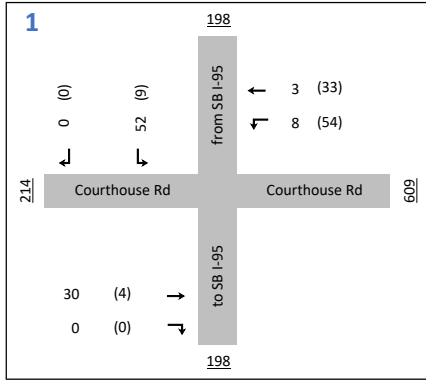 1
198
0 (0)
52 (9)
from SB I-95
3 (33)
8 (54)
214
Courthouse Rd
Courthouse Rd
609
30 (4)
0 (0)
to SB I-95
198